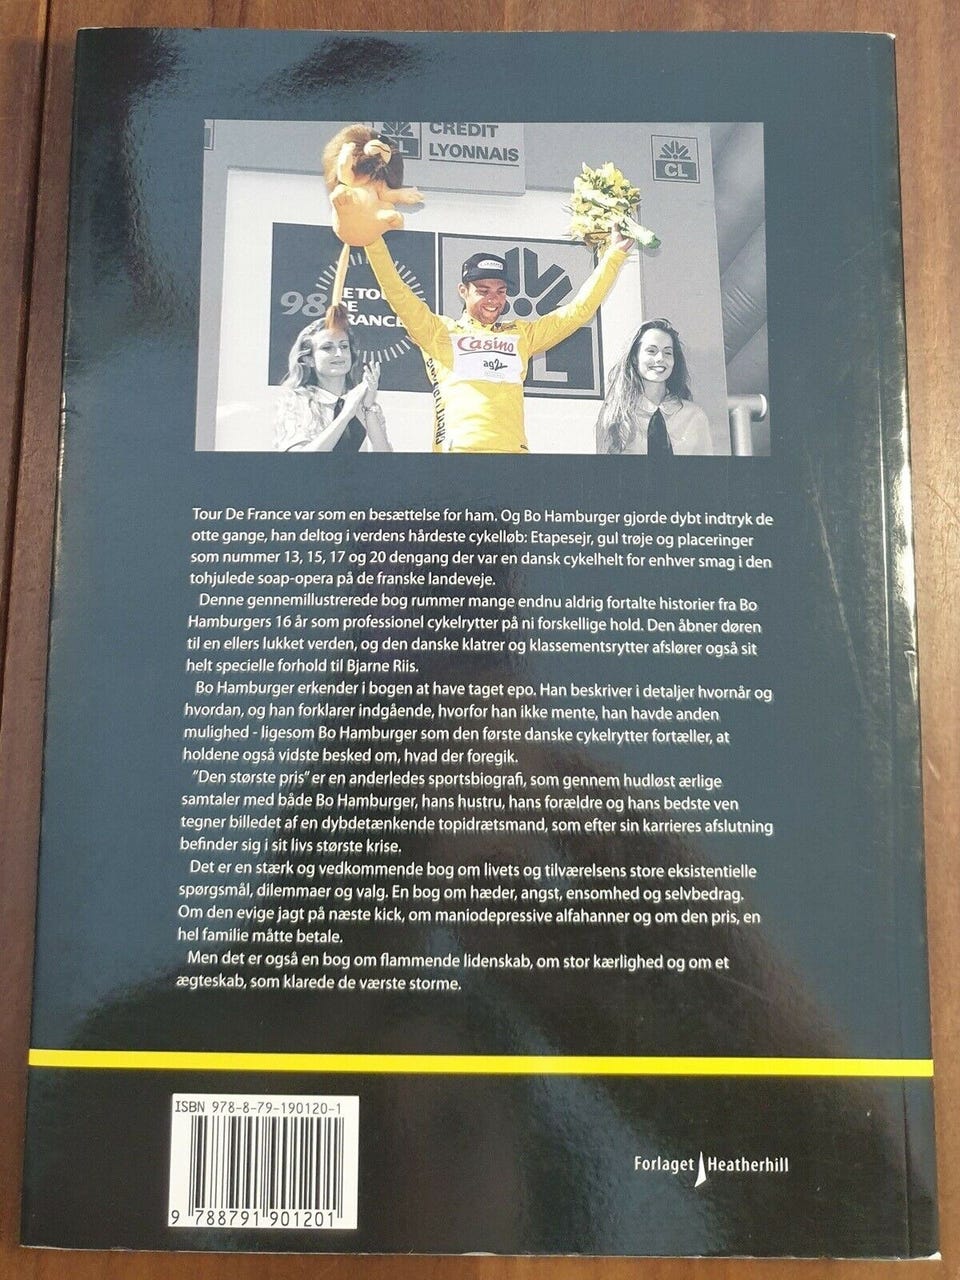 CREDIT
LYONNAIS
CL
CL
98
LE TOUR
DE
FRANCE
Casino
ag2r
CREDIT LYONNAIS
CL
Tour De France var som en besættelse for ham. Og Bo Hamburger gjorde dybt indtryk de
otte gange, han deltog i verdens hårdeste cykelløb: Etapesejr, gul trøje og placeringer
som nummer 13, 15, 17 og 20 dengang der var en dansk cykelhelt for enhver smag i den
tohjulede soap-opera på de franske landeveje.
Denne gennemillustrerede bog rummer mange endnu aldrig fortalte historier fra Bo
Hamburgers 16 år som professionel cykelrytter på ni forskellige hold. Den åbner døren
til en ellers lukket verden, og den danske klatrer og klassementsrytter afslører også sit
helt specielle forhold til Bjarne Riis.
Bo Hamburger erkender i bogen at have taget epo. Han beskriver i detaljer hvornår og
hvordan, og han forklarer indgående, hvorfor han ikke mente, han havde anden
mulighed - ligesom Bo Hamburger som den første danske cykelrytter fortæller, at
holdene også vidste besked om, hvad der foregik.
"Den største pris" er en anderledes sportsbiografi, som gennem hudløst ærlige
samtaler med både Bo Hamburger, hans hustru, hans forældre og hans bedste ven
tegner billedet af en dybdetænkende topidrætsmand, som efter sin karrieres afslutning
befinder sig i sit livs største krise.
Det er en stærk og vedkommende bog om livets og tilværelsens store eksistentielle
spørgsmål, dilemmaer og valg. En bog om hæder, angst, ensomhed og selvbedrag.
Om den evige jagt på næste kick, om maniodepressive alfahanner og om den pris, en
hel familie måtte betale.
Men det er også en bog om flammende lidenskab, om stor kærlighed og om et
ægteskab, som klarede de værste storme.
ISBN 978-8-79-190120-1
9 788791 901201
Forlaget Heatherhill